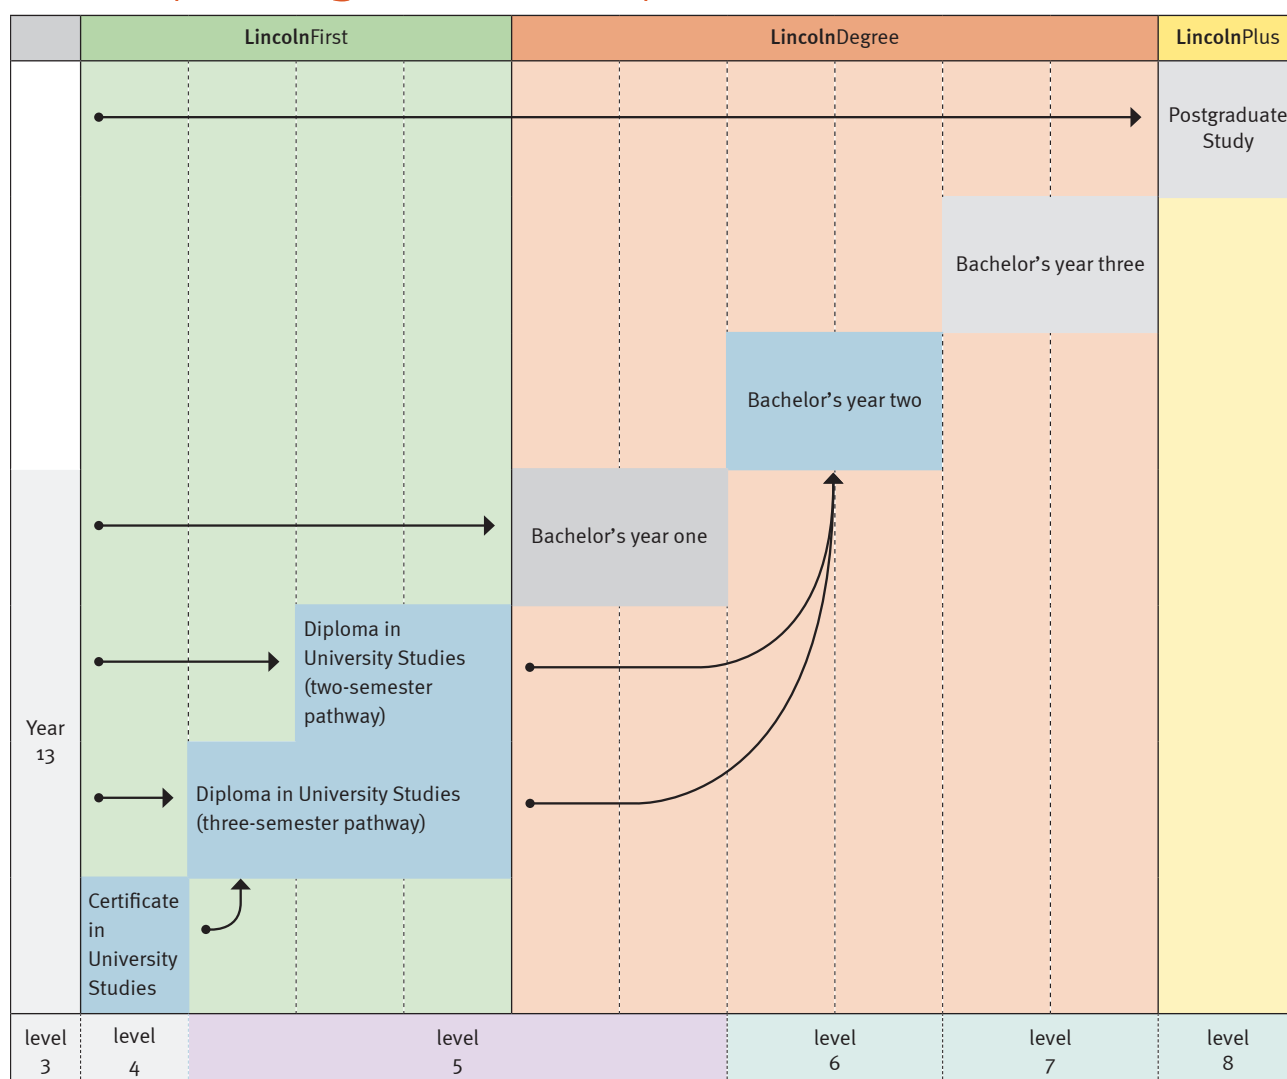 LincolnFirst
LincolnDegree
LincolnPlus
Postgraduate
Study
Bachelor’s year three
Bachelor’s year two
Bachelor’s year one
Diploma in
University Studies
(two-semester
pathway)
Year
13
Diploma in University Studies
(three-semester pathway)
Certificate
in
University
Studies
level
3
level
4
level
5
level
6
level
7
level
8